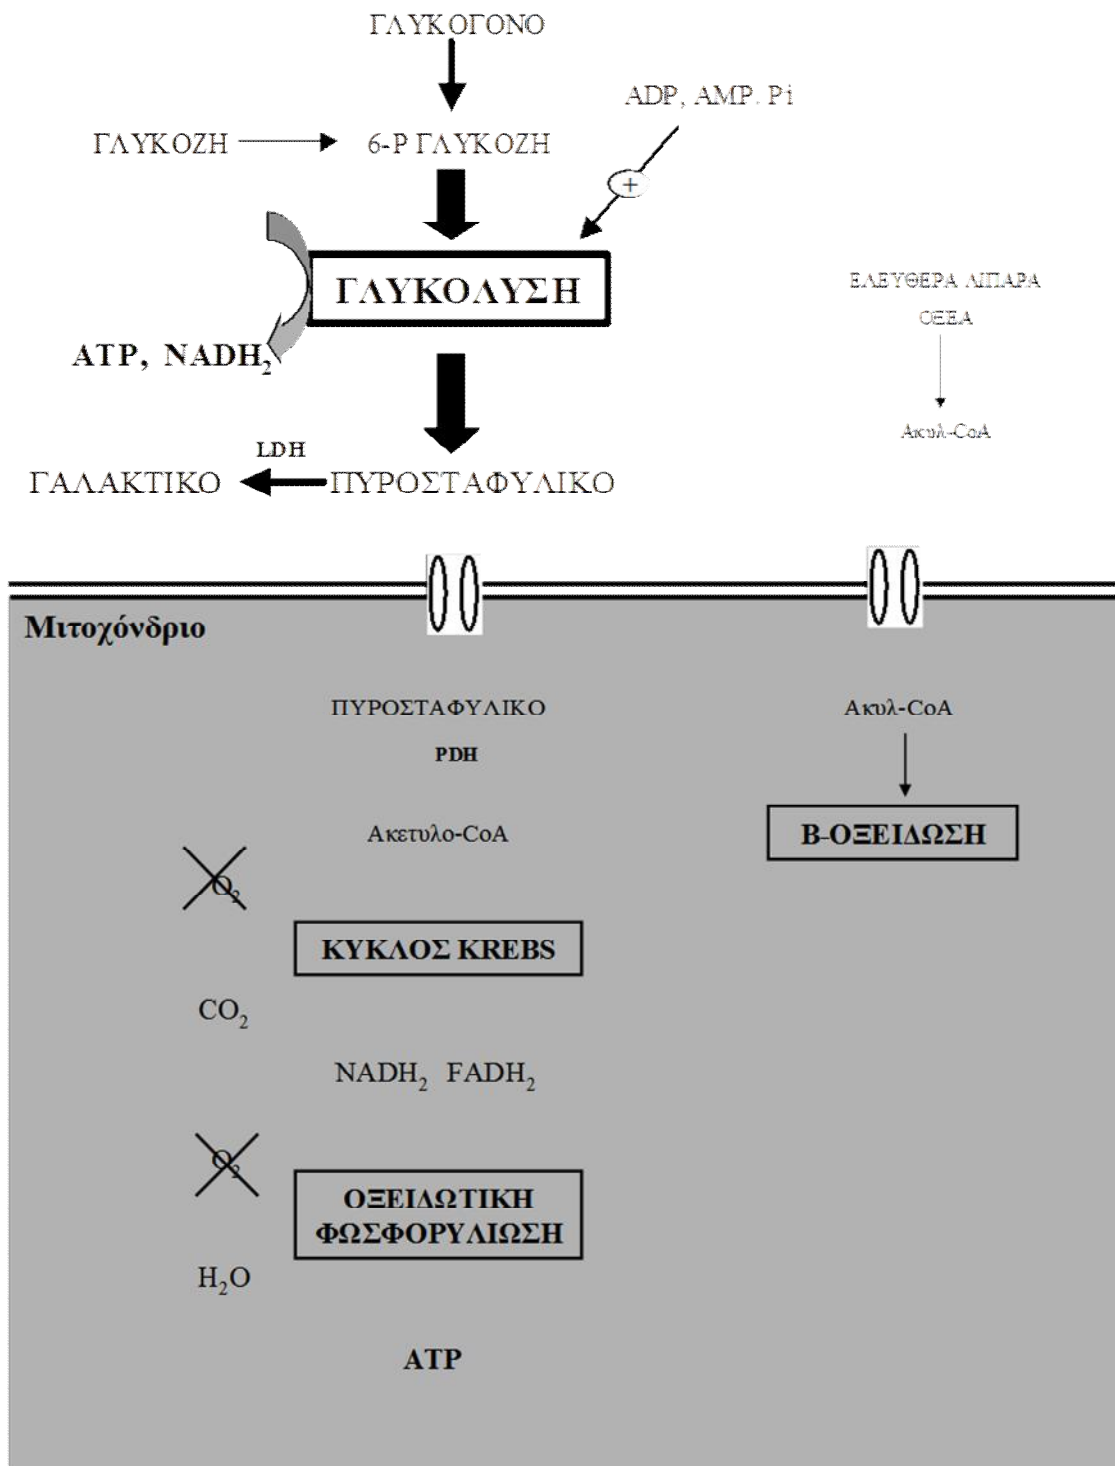 ΓΛΥΚΟΓΟΝΟ
ADP, AMP. Pi
ΓΛΥΚΟΖΗ
6-P ΓΛΥΚΟΖΗ
+
ΓΛΥΚΟΛΥΣΗ
ATP, NADH₂
ΕΛΕΥΘΕΡΑ ΛΙΠΑΡΑ
ΟΞΕΑ
Ακυλ-CoA
LDH
ΓΑΛΑΚΤΙΚΟ
ΠΥΡΟΣΤΑΦΥΛΙΚΟ
Μιτοχόνδριο
ΠΥΡΟΣΤΑΦΥΛΙΚΟ
Ακυλ-CoA
PDH
Β-ΟΞΕΙΔΩΣΗ
Ακετυλο-CoA
O₂
ΚΥΚΛΟΣ KREBS
CO₂
NADH₂ FADH₂
O₂
ΟΞΕΙΔΩΤΙΚΗ
ΦΩΣΦΟΡΥΛΙΩΣΗ
H₂O
ATP